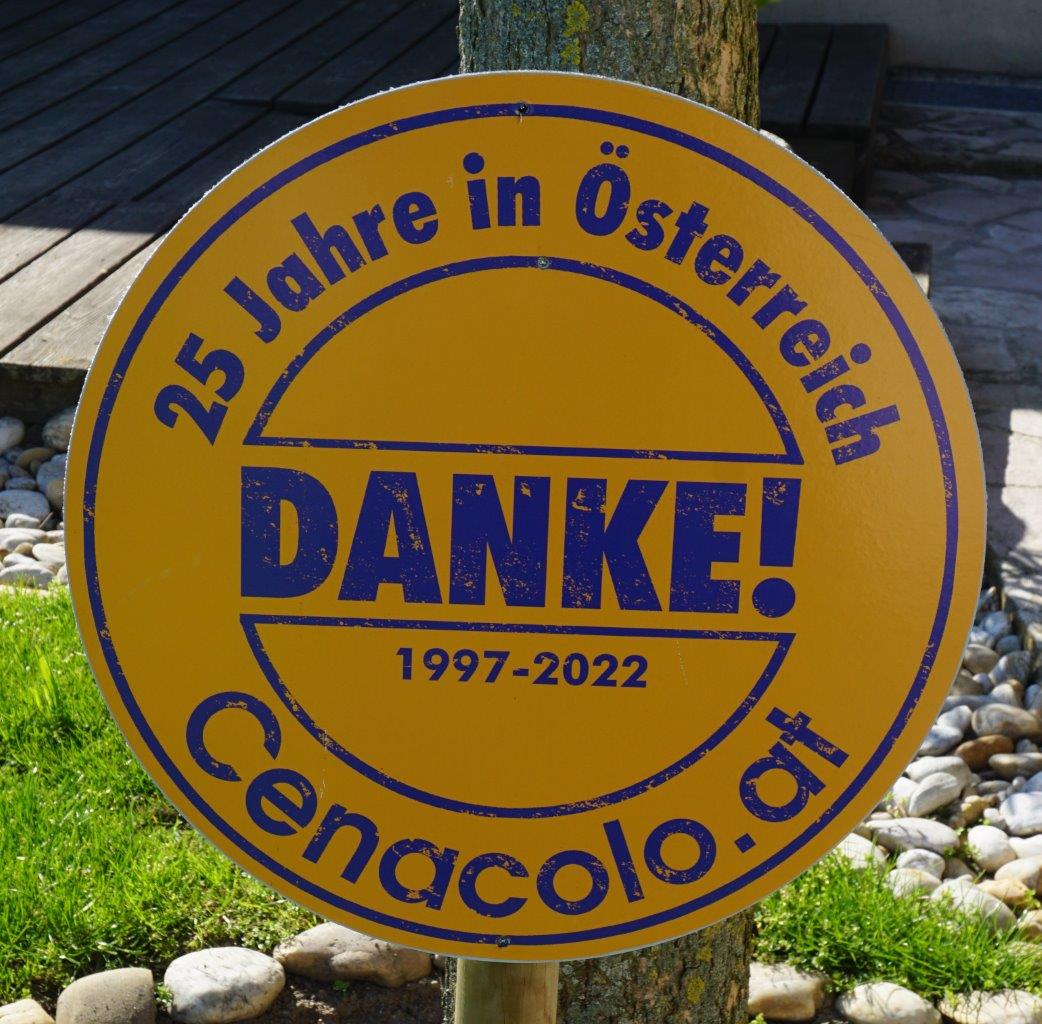 25 Jahre in Österreich
DANKE!
1997-2022
Cenacolo.at